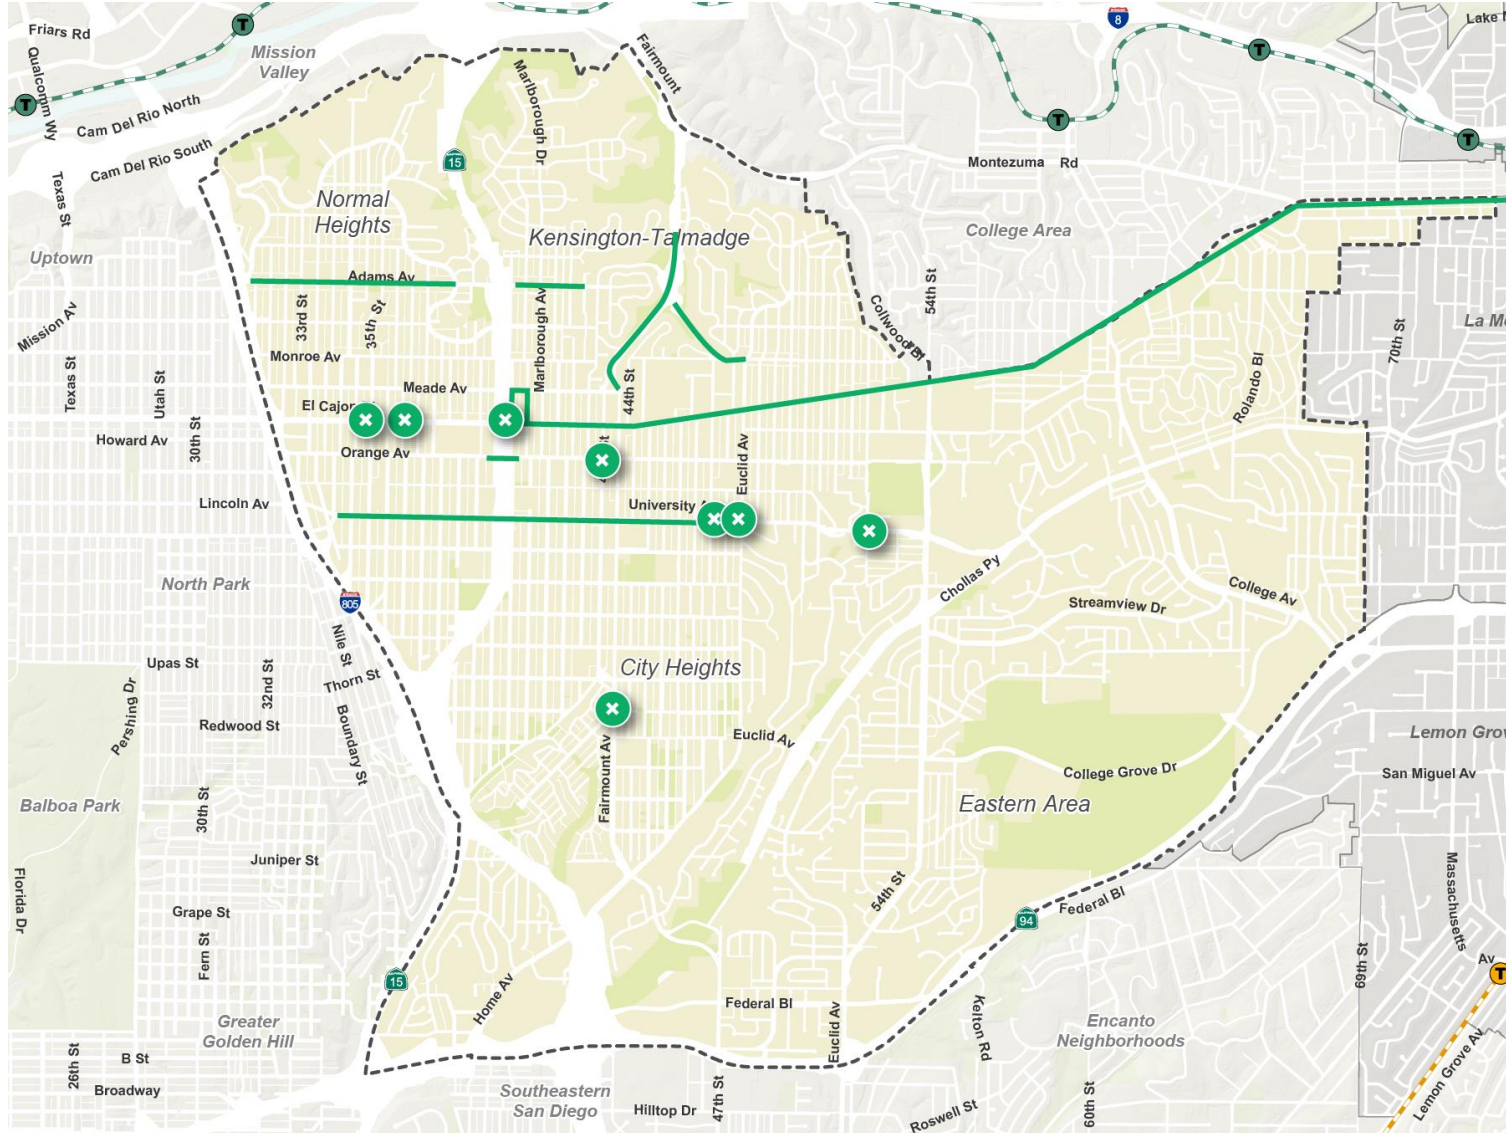 Friars Rd
Qualcomm Wy
Mission
Valley
Cam Del Rio North
Cam Del Rio South
Texas St
Fairmount
Marlborough Dr
15
8
Lake
Montezuma Rd
Normal
Heights
Kensington-Talmadge
College Area
Uptown
Adams Av
33rd St
35th St
Marlborough Av
54th St
Collwood Bl
Mission Av
Monroe Av
Meade Av
44th St
Rolando Bl
70th St
La M
Texas St
Utah St
30th St
El Cajon
Howard Av
Orange Av
Euclid Av
Lincoln Av
University
North Park
805
Chollas Py
College Av
Streamview Dr
Nile St
Upas St
32nd St
Thorn St
City Heights
Pershing Dr
Redwood St
Boundary St
Fairmount Av
Euclid Av
Lemon Grov
San Miguel Av
College Grove Dr
Eastern Area
Balboa Park
30th St
Juniper St
Florida Dr
Grape St
54th St
Federal Bl
94
Massachusetts
Av
Fern St
15
Home Av
Federal Bl
Euclid Av
Kelton Rd
69th St
Greater
Golden Hill
Encanto
Neighborhoods
26th St
B St
Broadway
Southeastern
San Diego
Hilltop Dr
47th St
Roswell St
60th St
Lemon Grove Av
T
T
T
T
T
T